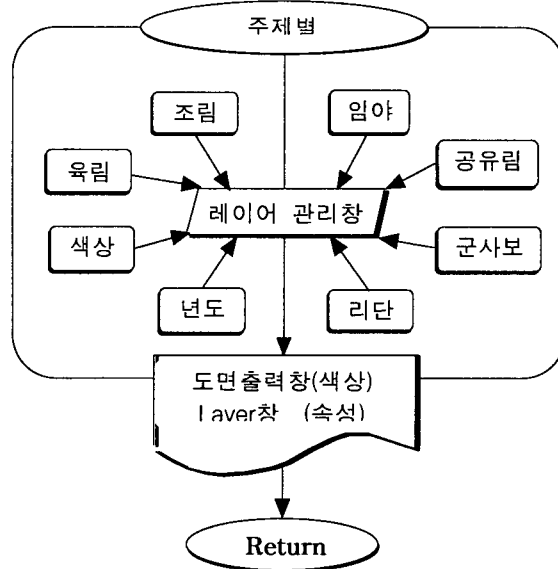 주제별
조림
임야
육림
공유림
레이어 관리창
색상
군사보
년도
리단
도면출력창(색상)
Layer창 (속성)
Return